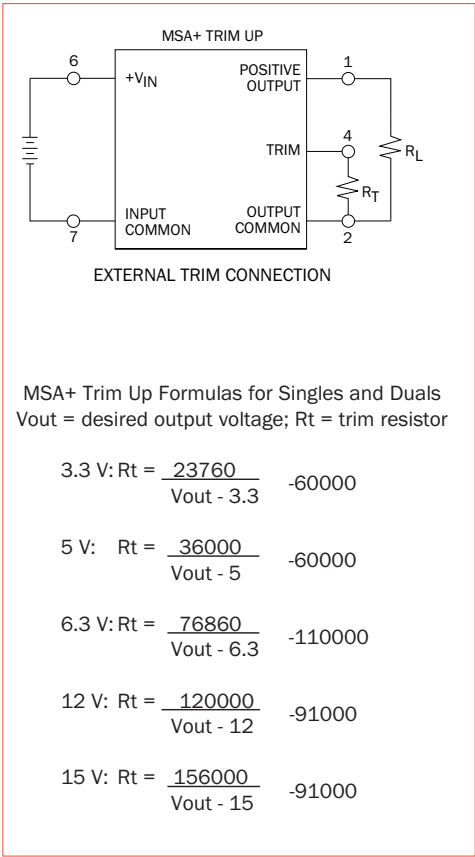 MSA+ TRIM UP
6
+VIN
POSITIVE
OUTPUT
1
TRIM
4
RL
RT
INPUT
COMMON
7
OUTPUT
COMMON
2
EXTERNAL TRIM CONNECTION
MSA+ Trim Up Formulas for Singles and Duals
Vout = desired output voltage; Rt = trim resistor
3.3 V: Rt = 23760
Vout - 3.3
-60000
5 V: Rt = 36000
Vout - 5
-60000
6.3 V: Rt = 76860
Vout - 6.3
-110000
12 V: Rt = 120000
Vout - 12
-91000
15 V: Rt = 156000
Vout - 15
-91000